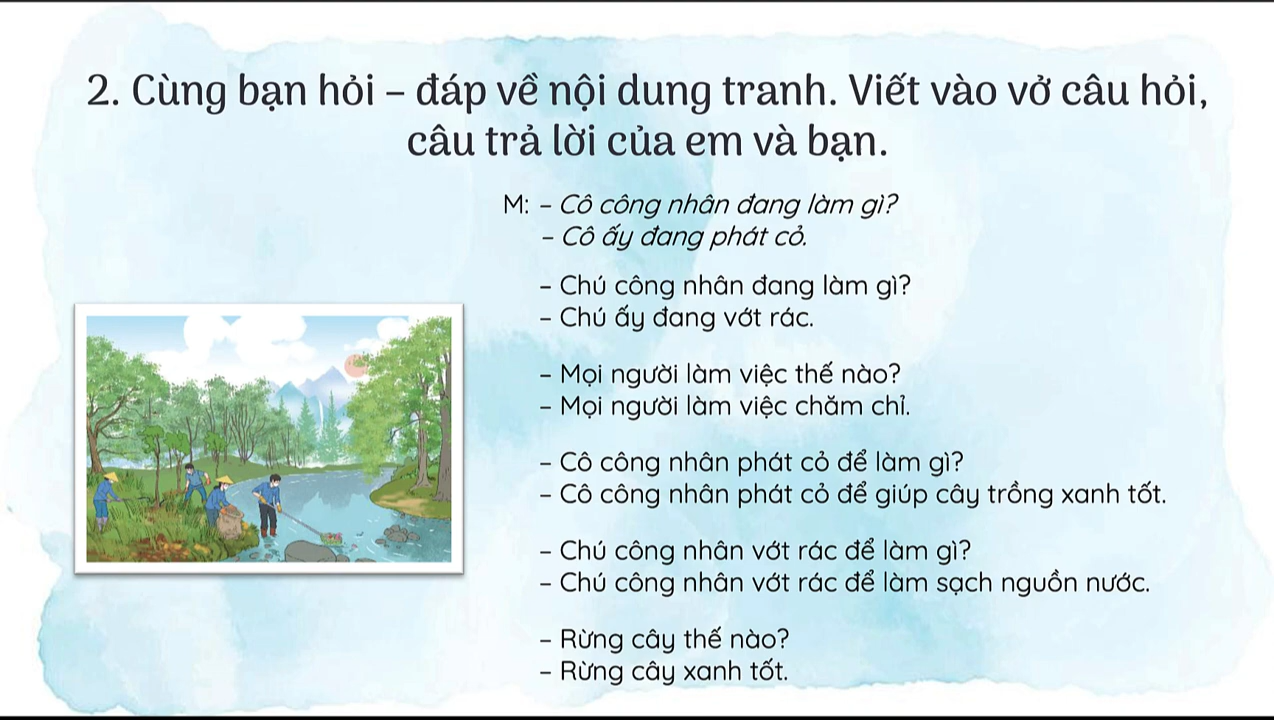 2. Cùng bạn hỏi – đáp về nội dung tranh. Viết vào vở câu hỏi,
câu trả lời của em và bạn.
M: – Cô công nhân đang làm gì?
– Cô ấy đang phát cỏ.
– Chú công nhân đang làm gì?
– Chú ấy đang vớt rác.
– Mọi người làm việc thế nào?
– Mọi người làm việc chăm chỉ.
– Cô công nhân phát cỏ để làm gì?
– Cô công nhân phát cỏ để giúp cây trồng xanh tốt.
– Chú công nhân vớt rác để làm gì?
– Chú công nhân vớt rác để làm sạch nguồn nước.
– Rừng cây thế nào?
– Rừng cây xanh tốt.